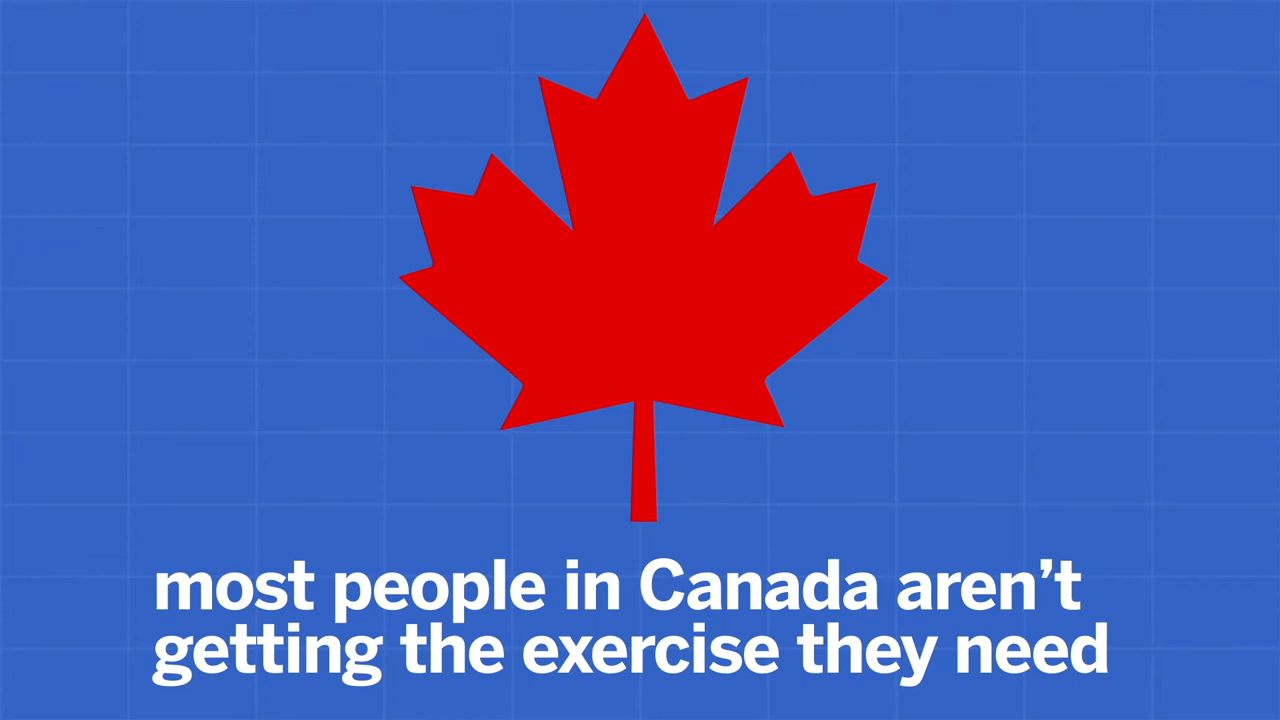 most people in Canada aren’t
getting the exercise they need